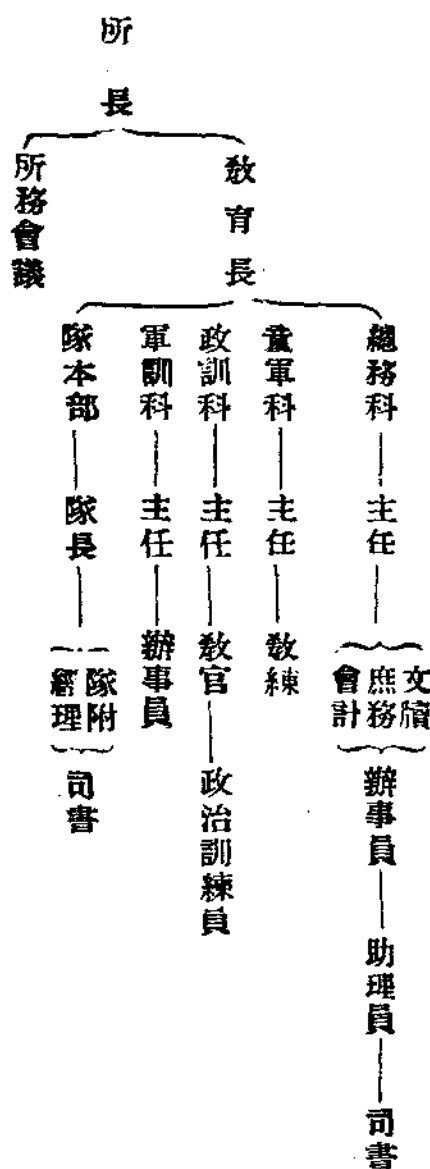 所長
教育長
所務會議
總務科
主任
文牘
庶務
會計
辦事員
助理員
司書
童軍科
主任
教練
政訓科
主任
教官
政治訓練員
軍訓科
主任
辦事員
隊本部
隊長
隊附
經理
司書